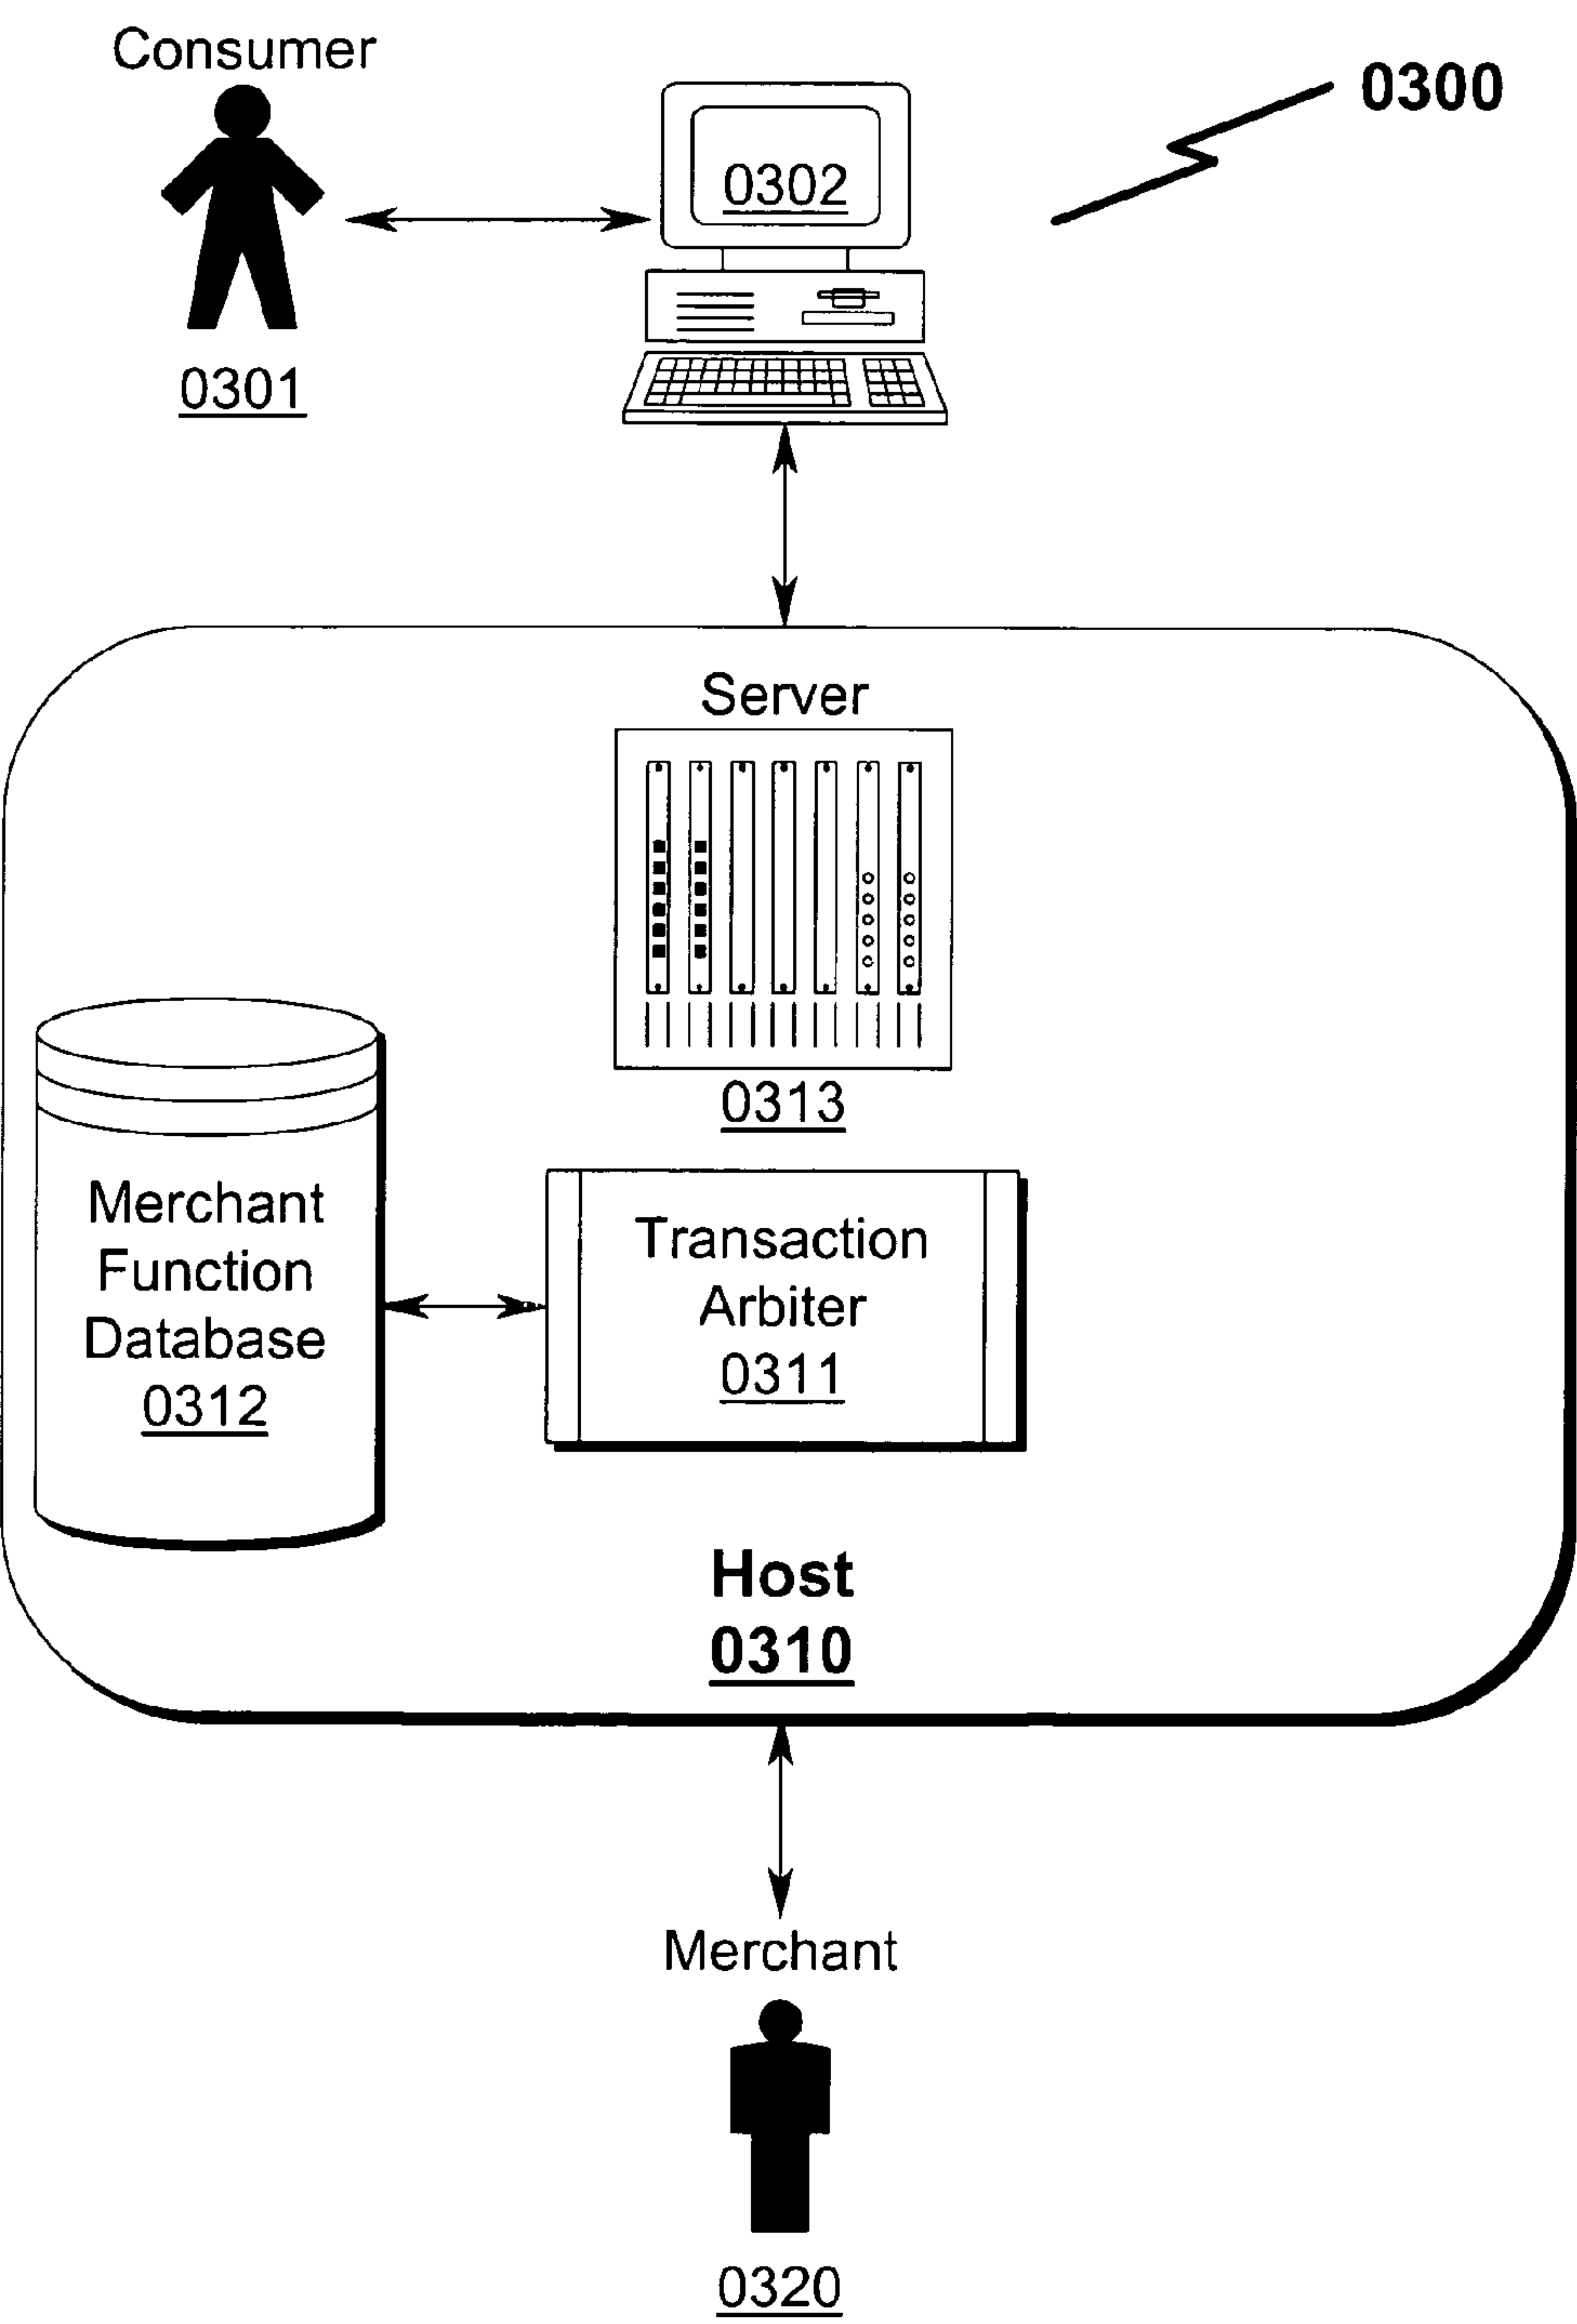 Consumer
0300
0302
0301
Server
0313
Merchant
Function
Database
0312
Transaction
Arbiter
0311
Host
0310
Merchant
0320